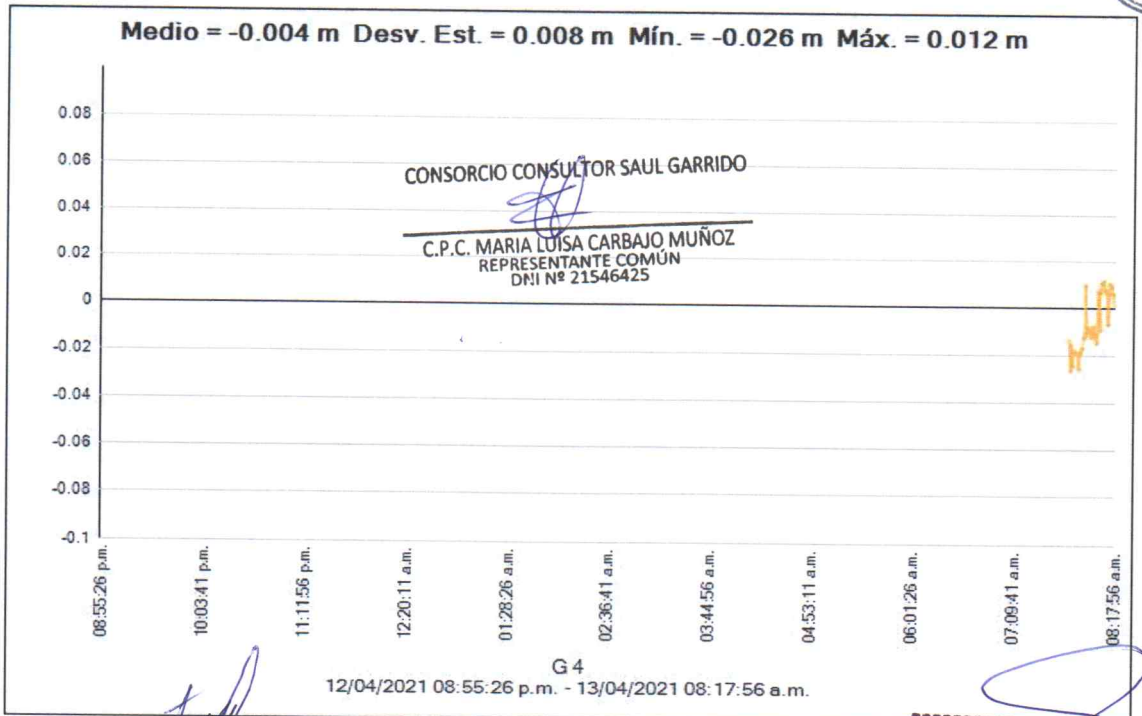 Medio = -0.004 m Desv. Est. = 0.008 m Mín. = -0.026 m Máx. = 0.012 m
0.08
0.06
0.04
0.02
0
-0.02
-0.04
-0.06
-0.08
-0.1
CONSORCIO CONSULTOR SAUL GARRIDO
C.P.C. MARIA LUISA CARBAJO MUÑOZ
REPRESENTANTE COMÚN
DNI Nº 21546425
08:55:26 p.m.
10:03:41 p.m.
11:11:56 p.m.
12:20:11 a.m.
01:28:26 a.m.
02:36:41 a.m.
03:44:56 a.m.
04:53:11 a.m.
06:01:26 a.m.
07:09:41 a.m.
08:17:56 a.m.
G 4
12/04/2021 08:55:26 p.m. - 13/04/2021 08:17:56 a.m.